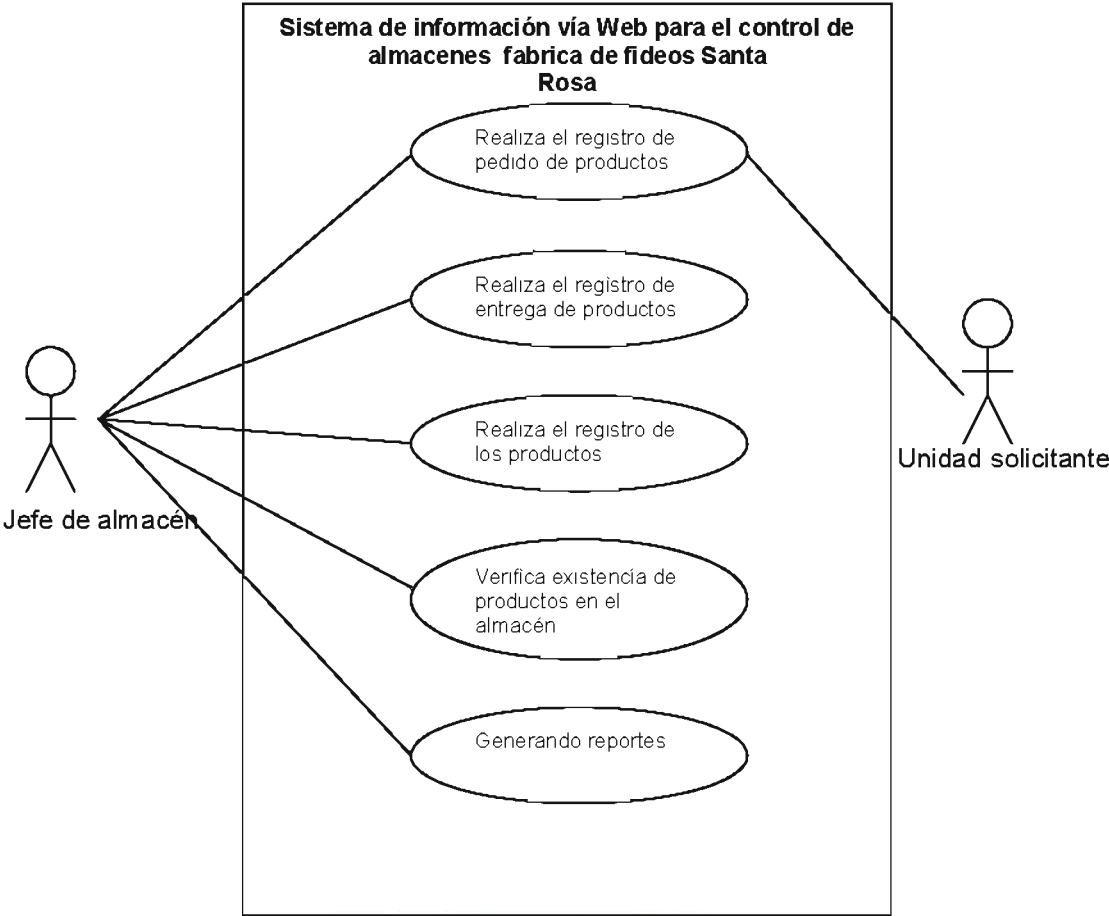 Sistema de información vía Web para el control de
almacenes fabrica de fideos Santa
Rosa
Realiza el registro de
pedido de productos
Realiza el registro de
entrega de productos
Realiza el registro de
los productos
Verifica existencia de
productos en el
almacén
Generando reportes
Jefe de almacén
Unidad solicitante